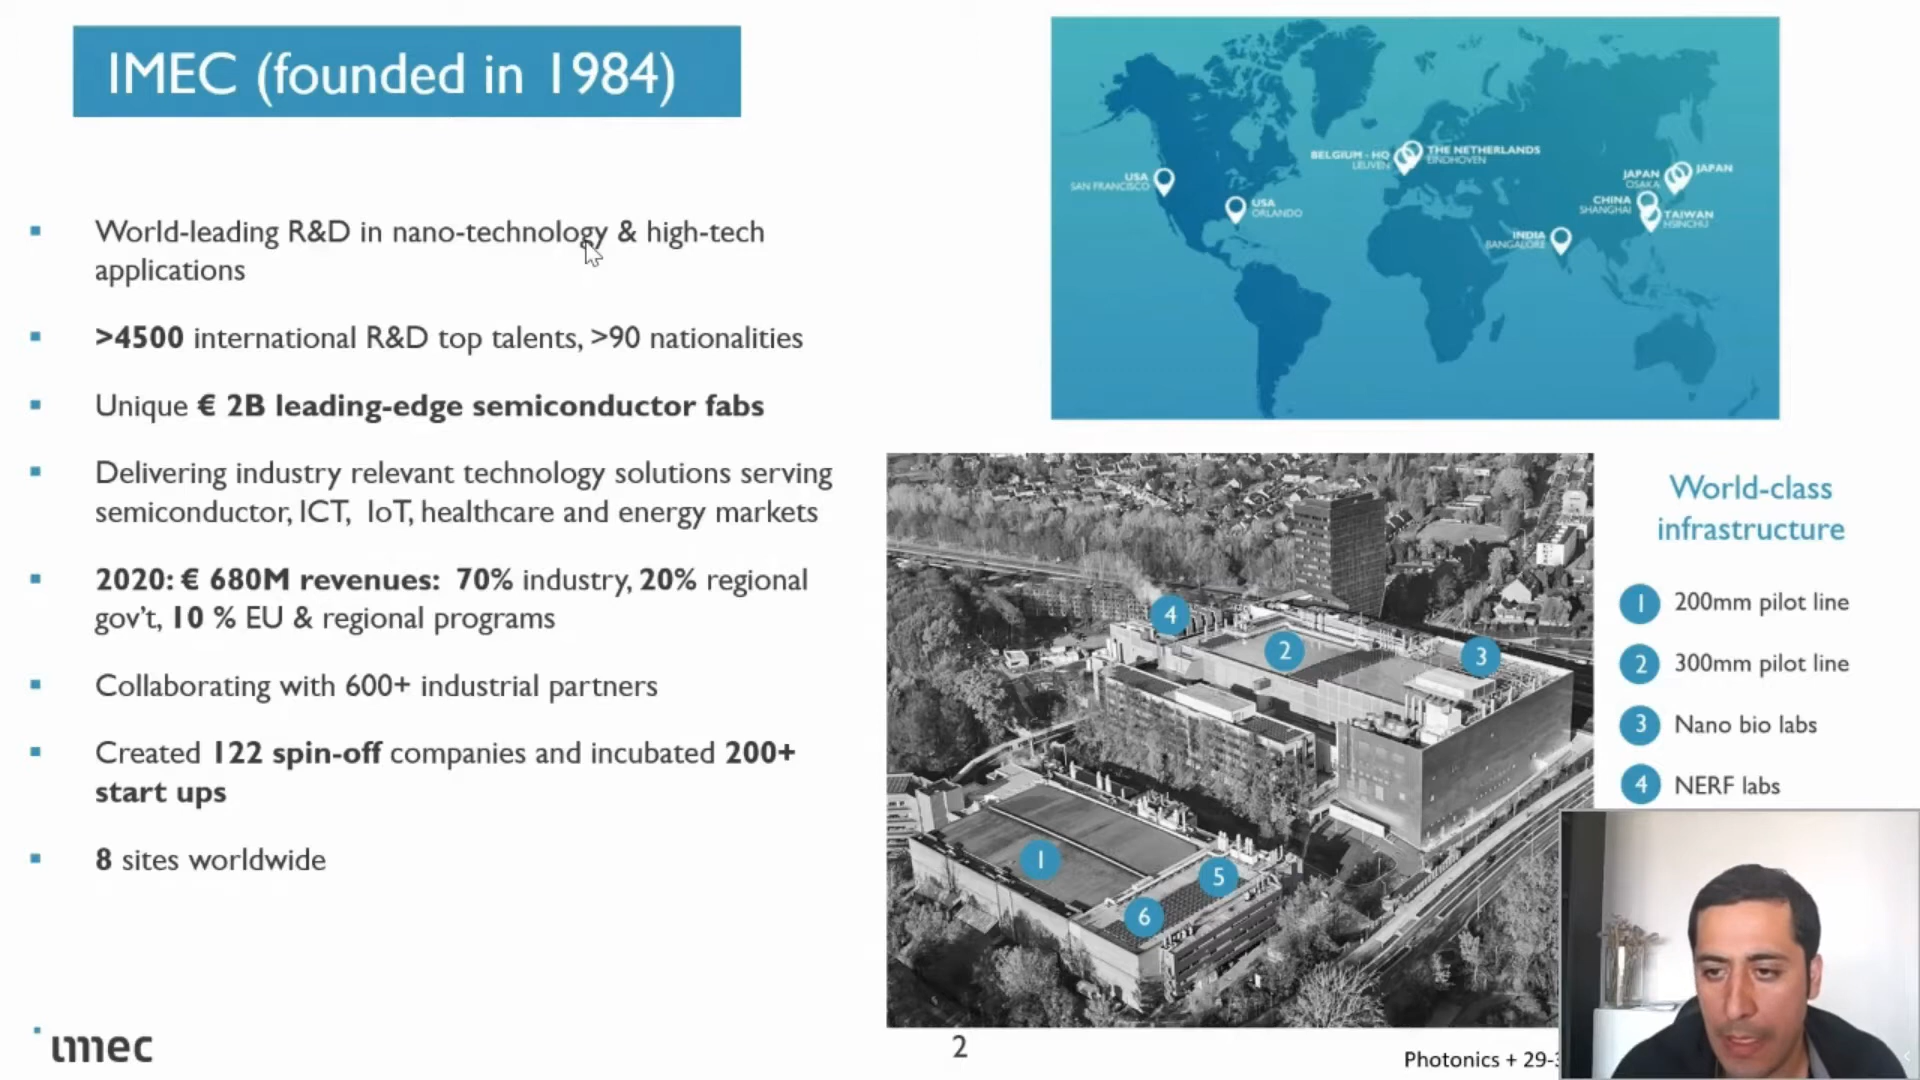 IMEC (founded in 1984)
World-leading R&D in nano-technology & high-tech
applications
>4500 international R&D top talents, >90 nationalities
Unique € 2B leading-edge semiconductor fabs
Delivering industry relevant technology solutions serving
semiconductor, ICT, IoT, healthcare and energy markets
2020: € 680M revenues: 70% industry, 20% regional
gov't, 10 % EU & regional programs
Collaborating with 600+ industrial partners
Created 122 spin-off companies and incubated 200+
start ups
8 sites worldwide
USA
SAN FRANCISCO
USA
ORLANDO
BELGIUM - HQ
LEUVEN
THE NETHERLANDS
EINDHOVEN
JAPAN
OSAKA
JAPAN
CHINA
SHANGHAI
TAIWAN
HSINCHU
INDIA
BANGALORE
4
2
3
1
5
6
World-class
infrastructure
1 200mm pilot line
2 300mm pilot line
3 Nano bio labs
4 NERF labs
imec
2
Photonics + 29-